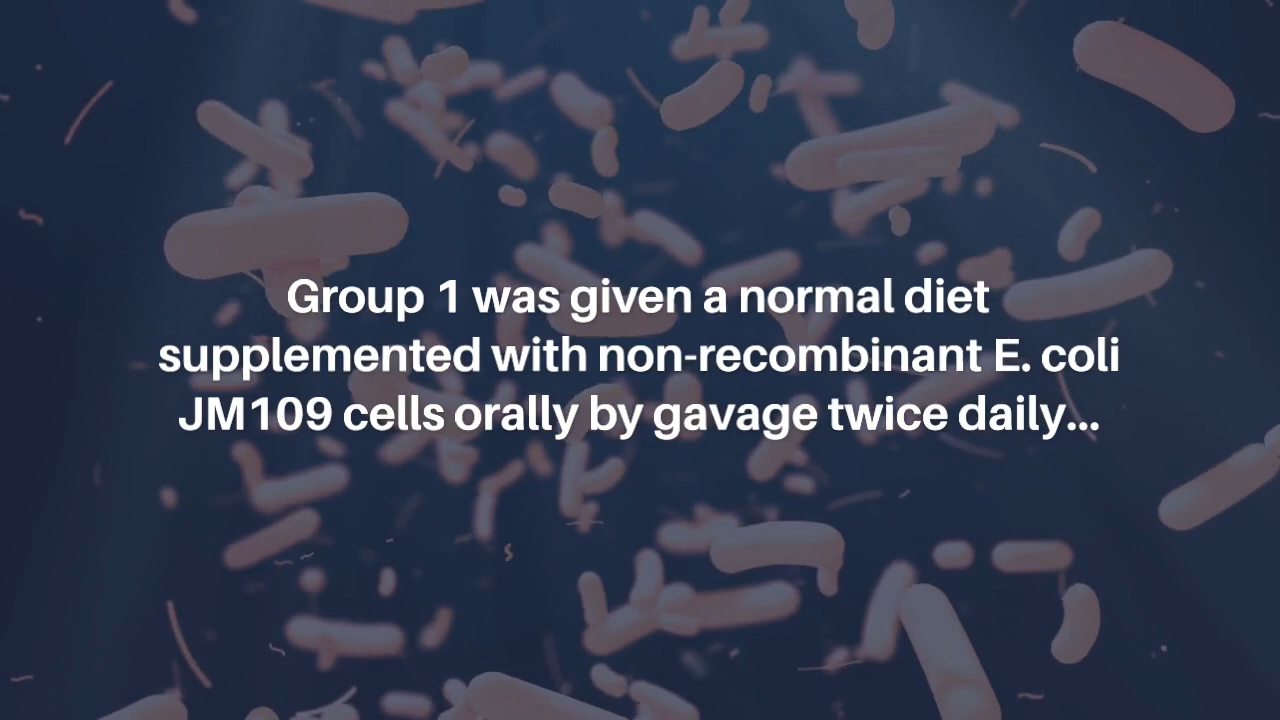 Group 1 was given a normal diet
supplemented with non-recombinant E. coli
JM109 cells orally by gavage twice daily...